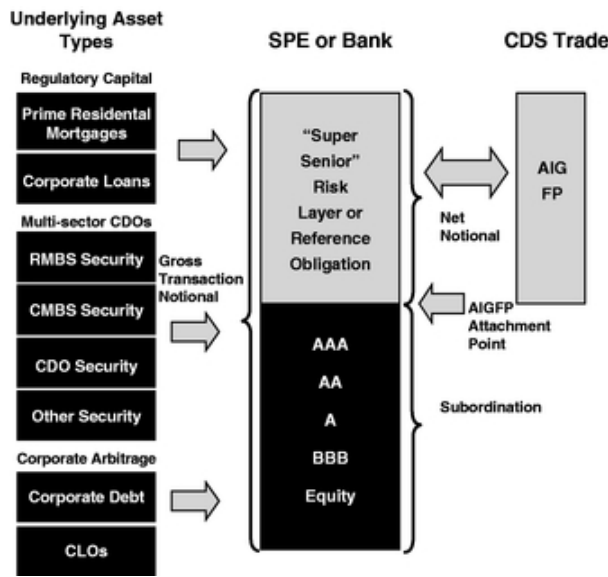 Underlying Asset
Types
SPE or Bank
CDS Trade
Regulatory Capital
Prime Residential
Mortgages
Corporate Loans
Multi-sector CDOs
RMBS Security
CMBS Security
CDO Security
Other Security
Corporate Arbitrage
Corporate Debt
CLOs
Gross
Transaction
Notional
“Super
Senior”
Risk
Layer or
Reference
Obligation
AAA
AA
A
BBB
Equity
Net
Notional
AIGFP
Attachment
Point
Subordination
AIG
FP